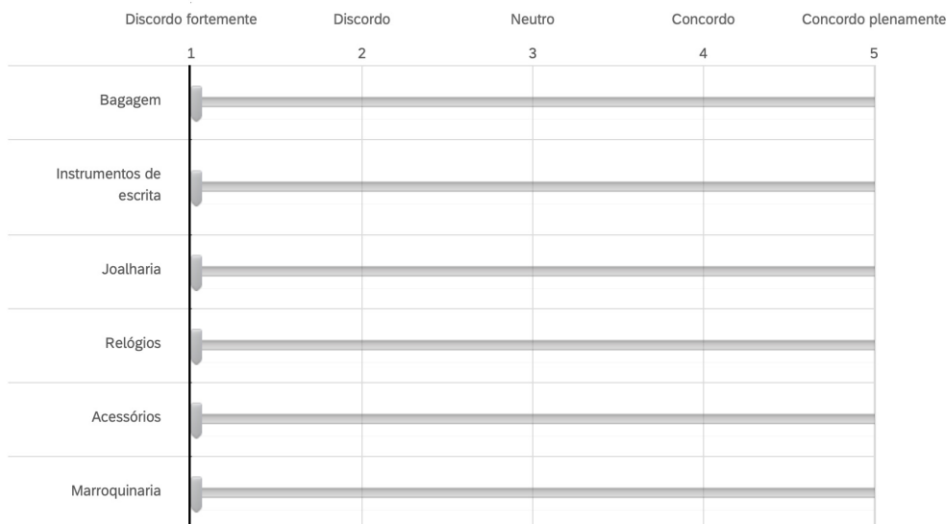 Discordo fortemente Discordo Neutro Concordo Concordo plenamente
1 2 3 4 5
Bagagem
Instrumentos de
escrita
Joalharia
Relógios
Acessórios
Marroquinaria